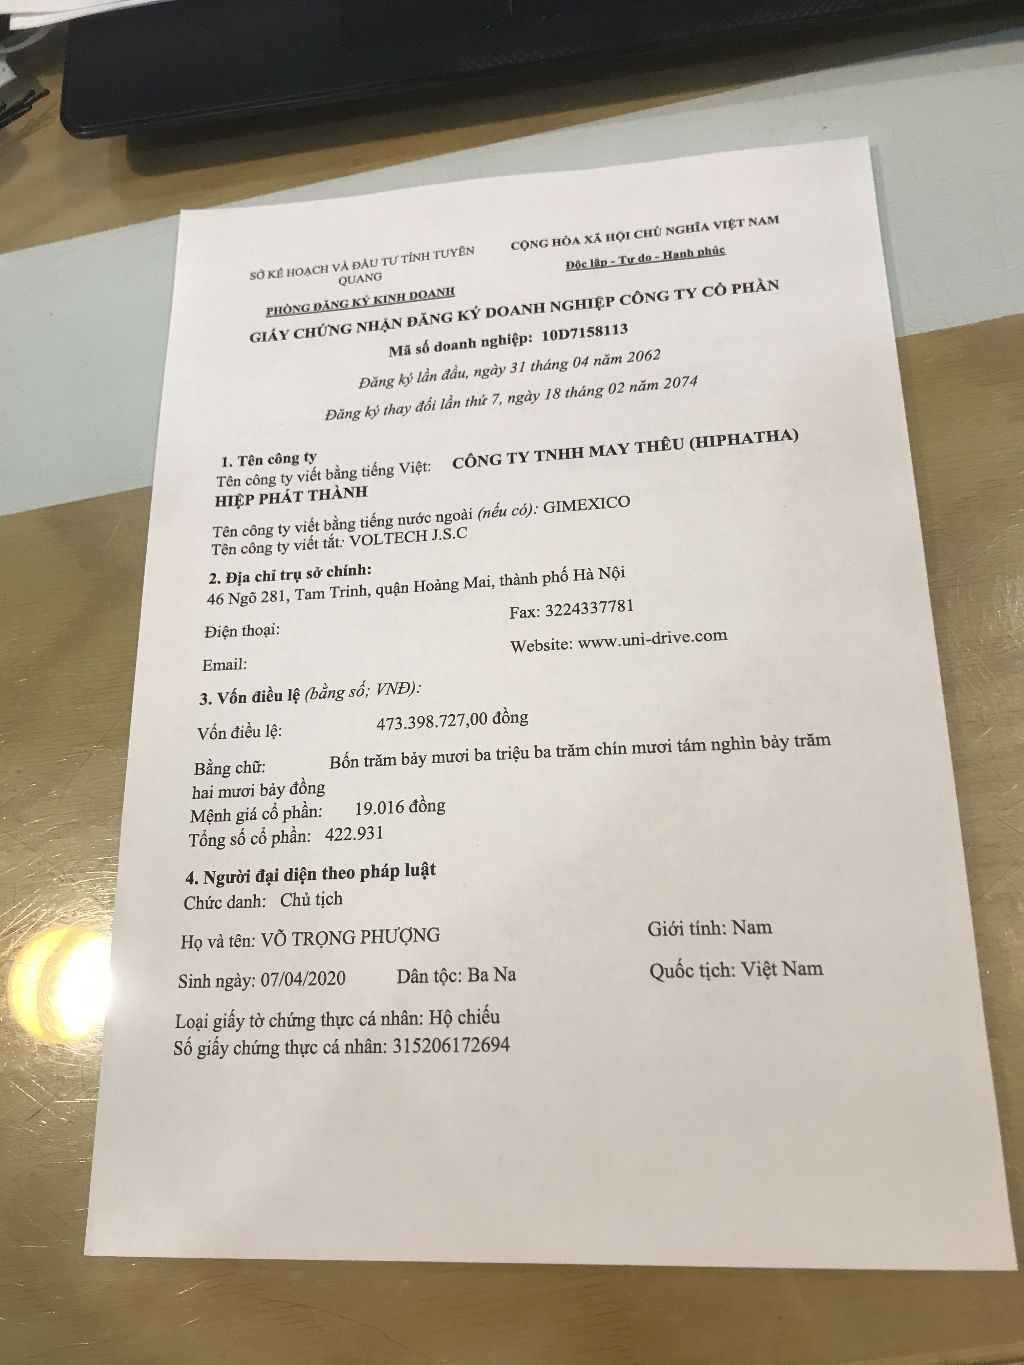 SỞ KẾ HOẠCH VÀ ĐẦU TƯ TỈNH TUYÊN
QUANG
PHÒNG ĐĂNG KÝ KINH DOANH
CỘNG HÒA XÃ HỘI CHỦ NGHĨA VIỆT NAM
Độc lập - Tự do - Hạnh phúc
GIẤY CHỨNG NHẬN ĐĂNG KÝ DOANH NGHIỆP CÔNG TY CỔ PHẦN
Mã số doanh nghiệp: 10D7158113
Đăng ký lần đầu, ngày 31 tháng 04 năm 2062
Đăng ký thay đổi lần thứ 7, ngày 18 tháng 02 năm 2074
1. Tên công ty
Tên công ty viết bằng tiếng Việt: CÔNG TY TNHH MAY THÊU (HIPHATHA)
HIỆP PHÁT THÀNH
Tên công ty viết bằng tiếng nước ngoài (nếu có): GIMEXICO
Tên công ty viết tắt: VOLTECH J.S.C
2. Địa chỉ trụ sở chính:
46 Ngõ 281, Tam Trinh, quận Hoàng Mai, thành phố Hà Nội
Điện thoại: Fax: 3224337781
Email: Website: www.uni-drive.com
3. Vốn điều lệ (bằng số; VNĐ):
Vốn điều lệ: 473.398.727,00 đồng
Bằng chữ: Bốn trăm bảy mươi ba triệu ba trăm chín mươi tám nghìn bảy trăm
hai mươi bảy đồng
Mệnh giá cổ phần: 19.016 đồng
Tổng số cổ phần: 422.931
4. Người đại diện theo pháp luật
Chức danh: Chủ tịch
Họ và tên: VÕ TRỌNG PHƯỢNG Giới tính: Nam
Sinh ngày: 07/04/2020 Dân tộc: Ba Na Quốc tịch: Việt Nam
Loại giấy tờ chứng thực cá nhân: Hộ chiếu
Số giấy chứng thực cá nhân: 315206172694